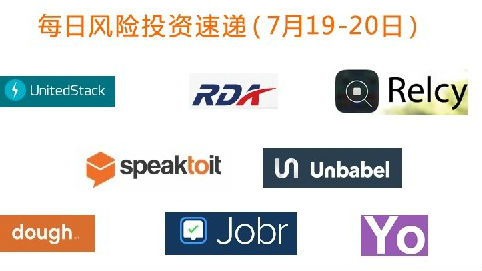 每日风险投资速递(7月19-20日)
UnitedStack
RDA
Relcy
speaktoit
Unbabel
dough
Jobr
Yo